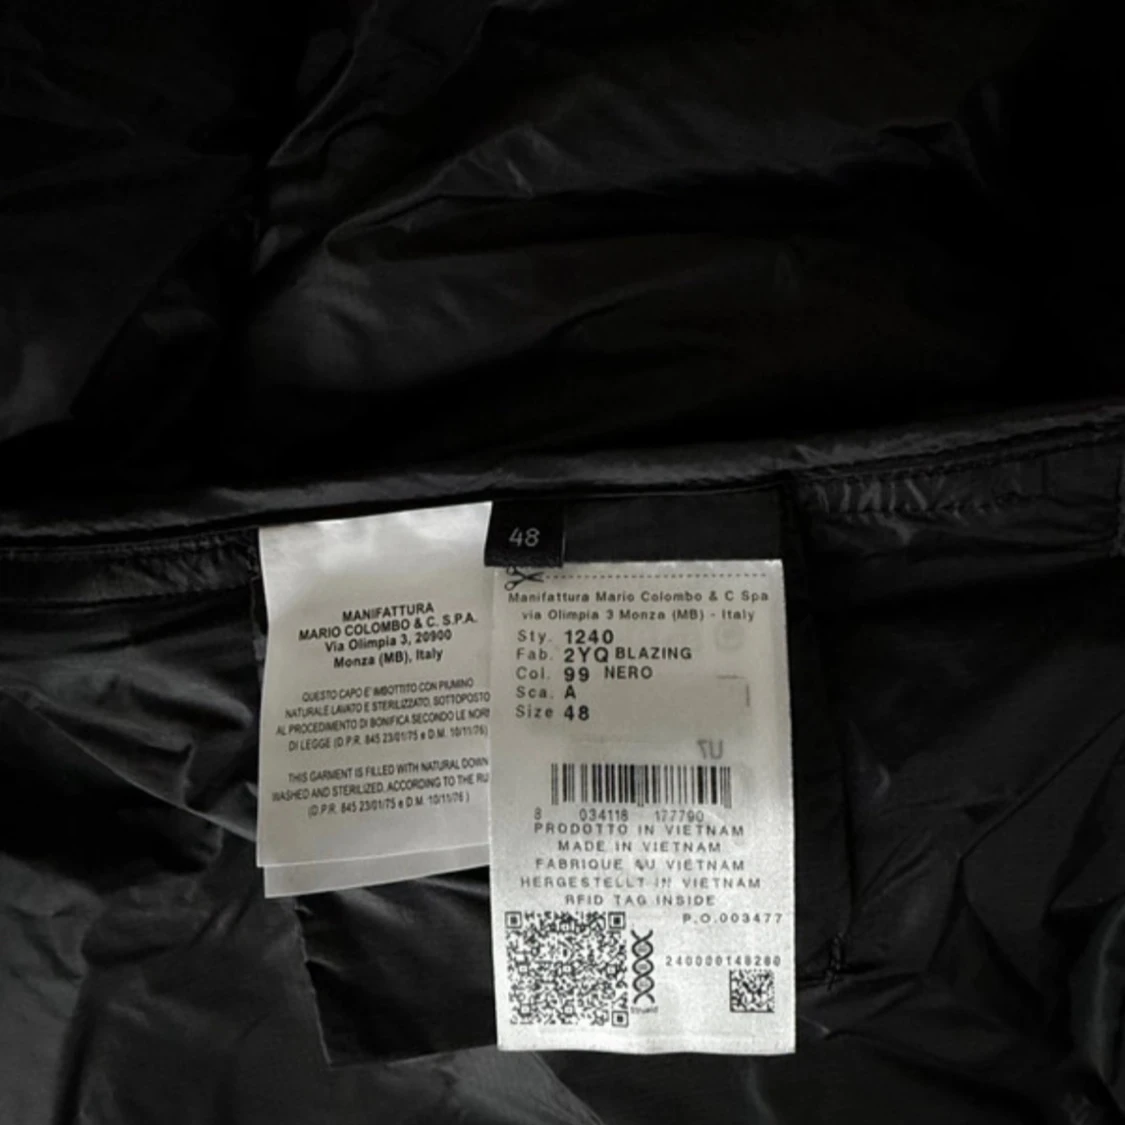 48
MANIFATTURA
MARIO COLOMBO & C. S.P.A.
Via Olimpia 3, 20900
Monza (MB), Italy
QUESTO CAPO E' IMBOTTITO CON PIUMINO
NATURALE LAVATO E STERILIZZATO, SOTTOPOSTO
AL PROCEDIMENTO DI BONIFICA SECONDO LE NOR
DI LEGGE (D.P.R. 845 23/01/75 e D.M. 10/11/76)
THIS GARMENT IS FILLED WITH NATURAL DOWN
WASHED AND STERILIZED, ACCORDING TO THE RU
(D.P.R. 845 23/01/75 e D.M. 10/11/76 )
Manifattura Mario Colombo & C Spa
via Olimpia 3 Monza (MB) - Italy
Sty. 1240
Fab. 2YQ BLAZING
Col. 99 NERO
Sca. A
Size 48
8 034118 177790
PRODOTTO IN VIETNAM
MADE IN VIETNAM
FABRIQUE AU VIETNAM
HERGESTELLT IN VIETNAM
RFID TAG INSIDE
P.O.003477
240000148280